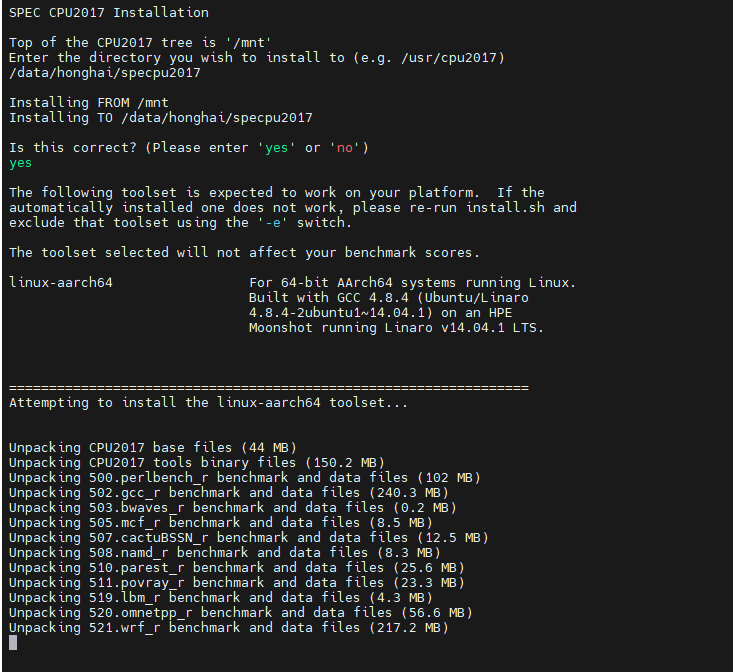 SPEC CPU2017 Installation
Top of the CPU2017 tree is '/mnt'
Enter the directory you wish to install to (e.g. /usr/cpu2017)
/data/honghai/specpu2017
Installing FROM /mnt
Installing TO /data/honghai/specpu2017
Is this correct? (Please enter 'yes' or 'no')
yes
The following toolset is expected to work on your platform.  If the
automatically installed one does not work, please re-run install.sh and
exclude that toolset using the '-e' switch.
The toolset selected will not affect your benchmark scores.
linux-aarch64                 For 64-bit AArch64 systems running Linux.
                              Built with GCC 4.8.4 (Ubuntu/Linaro
                              4.8.4-2ubuntu1~14.04.1) on an HPE
                              Moonshot running Linaro v14.04.1 LTS.
=================================================================
Attempting to install the linux-aarch64 toolset...
Unpacking CPU2017 base files (44 MB)
Unpacking CPU2017 tools binary files (150.2 MB)
Unpacking 500.perlbench_r benchmark and data files (102 MB)
Unpacking 502.gcc_r benchmark and data files (240.3 MB)
Unpacking 503.bwaves_r benchmark and data files (0.2 MB)
Unpacking 505.mcf_r benchmark and data files (8.5 MB)
Unpacking 507.cactuBSSN_r benchmark and data files (12.5 MB)
Unpacking 508.namd_r benchmark and data files (8.3 MB)
Unpacking 510.parest_r benchmark and data files (25.6 MB)
Unpacking 511.povray_r benchmark and data files (23.3 MB)
Unpacking 519.lbm_r benchmark and data files (4.3 MB)
Unpacking 520.omnetpp_r benchmark and data files (56.6 MB)
Unpacking 521.wrf_r benchmark and data files (217.2 MB)